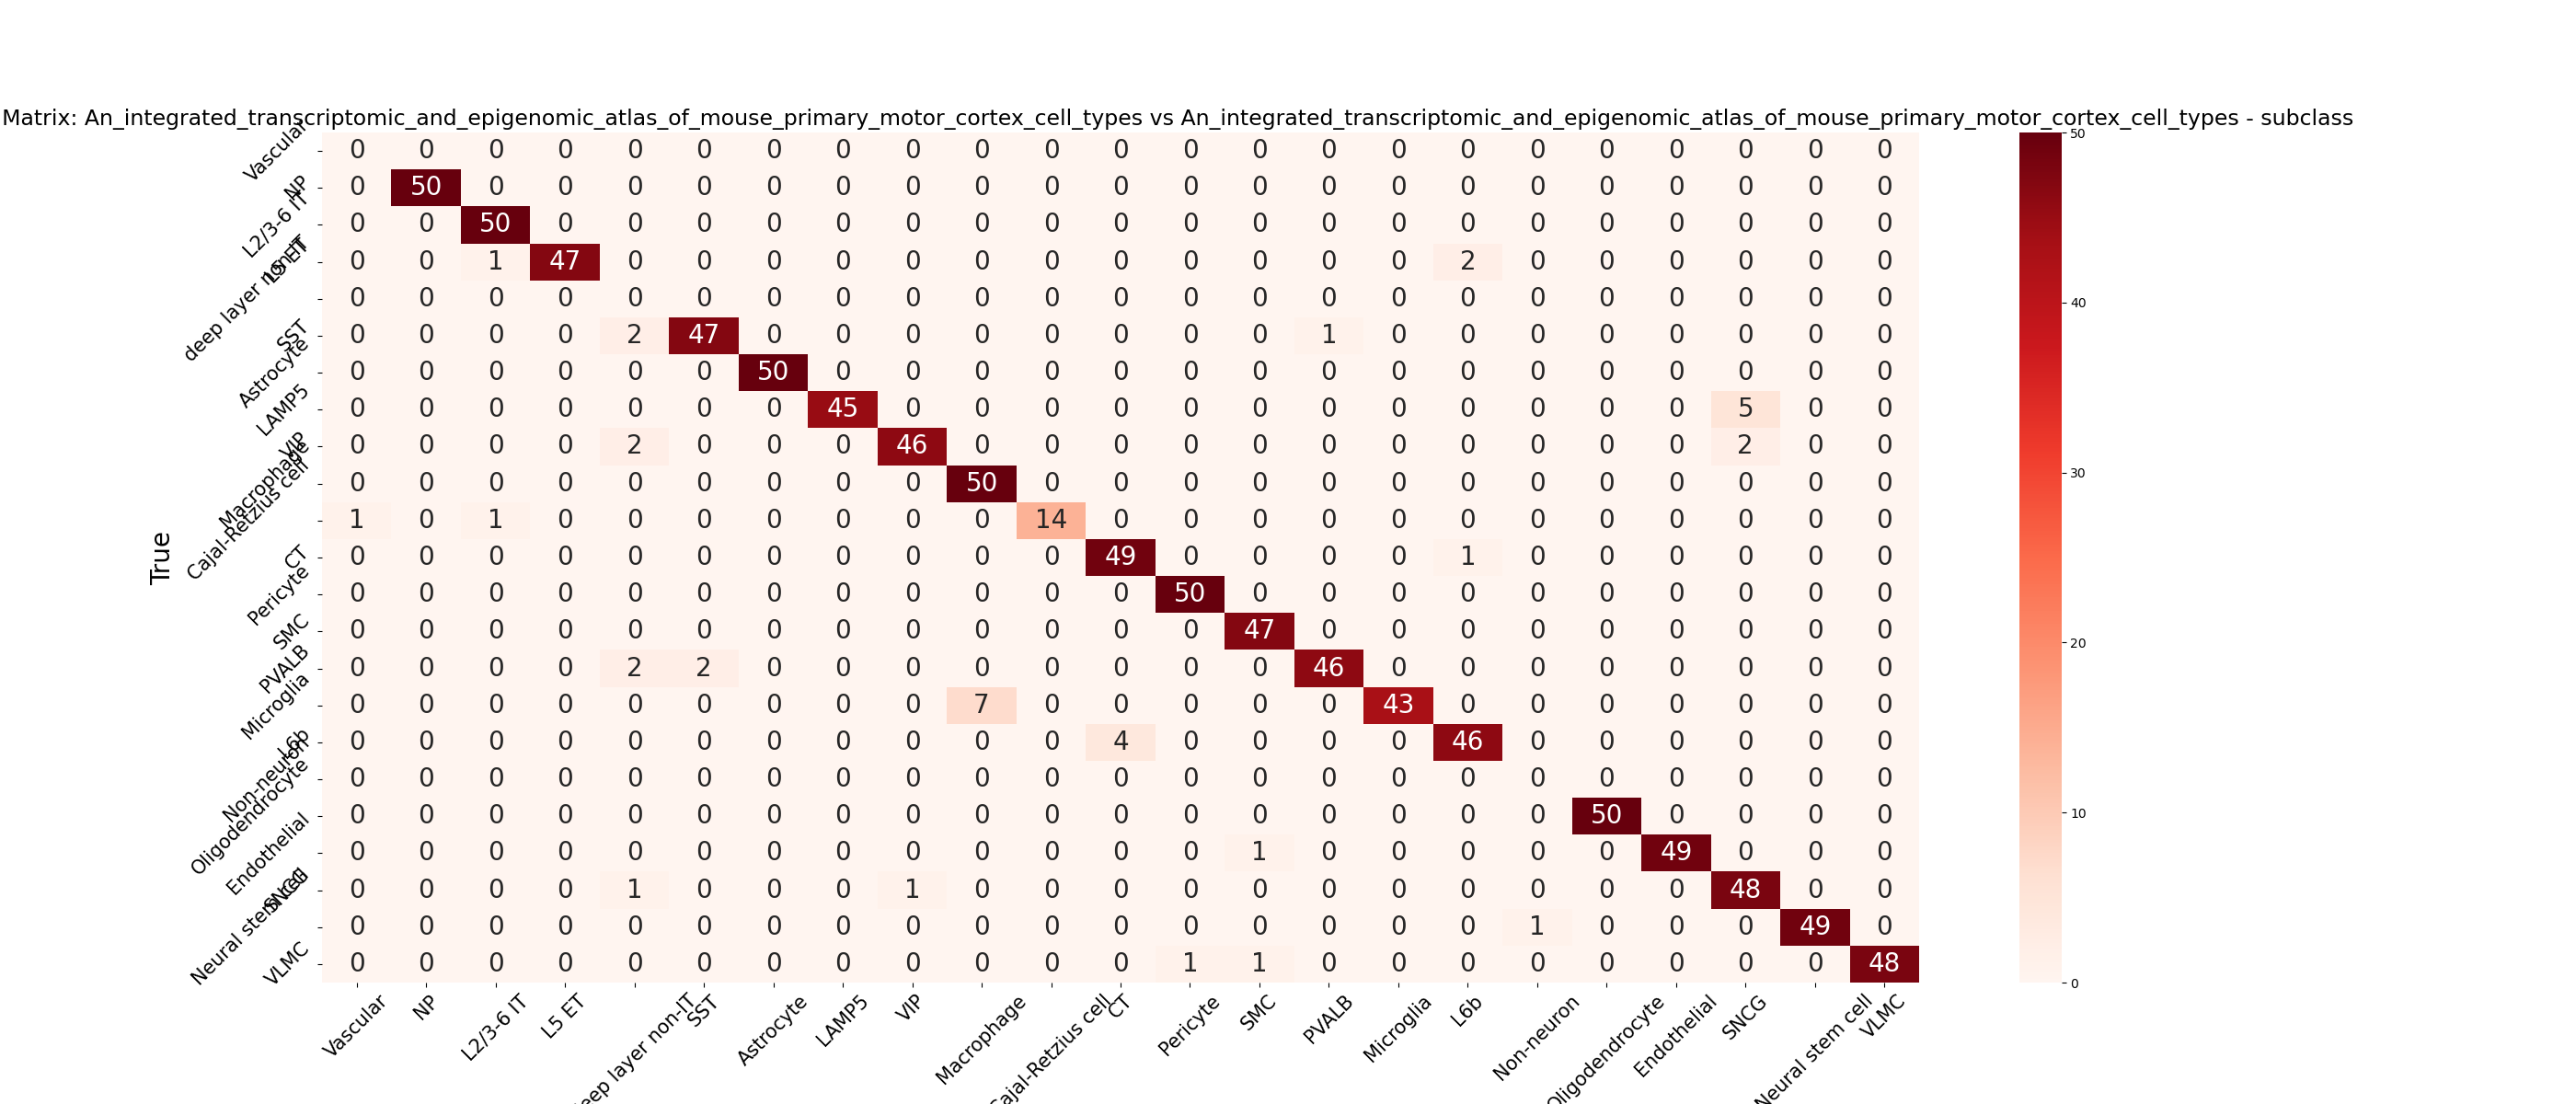 Matrix: An_integrated_transcriptomic_and_epigenomic_atlas_of_mouse_primary_motor_cortex_cell_types vs An_integrated_transcriptomic_and_epigenomic_atlas_of_mouse_primary_motor_cortex_cell_types - subclass
Vascular 0 0 0 0 0 0 0 0 0 0 0 0 0 0 0 0 0 0 0 0 0 0 0
NP 0 50 0 0 0 0 0 0 0 0 0 0 0 0 0 0 0 0 0 0 0 0 0
L2/3-6 IT 0 0 50 0 0 0 0 0 0 0 0 0 0 0 0 0 0 0 0 0 0 0 0
L5 ET 0 0 1 47 0 0 0 0 0 0 0 0 0 0 0 0 2 0 0 0 0 0 0
deep layer non-IT 0 0 0 0 0 0 0 0 0 0 0 0 0 0 0 0 0 0 0 0 0 0 0
SST 0 0 0 0 2 47 0 0 0 0 0 0 0 0 1 0 0 0 0 0 0 0 0
Astrocyte 0 0 0 0 0 0 50 0 0 0 0 0 0 0 0 0 0 0 0 0 0 0 0
LAMP5 0 0 0 0 0 0 0 45 0 0 0 0 0 0 0 0 0 0 0 0 5 0 0
VIP 0 0 0 0 2 0 0 0 46 0 0 0 0 0 0 0 0 0 0 0 2 0 0
Macrophage 0 0 0 0 0 0 0 0 0 50 0 0 0 0 0 0 0 0 0 0 0 0 0
Cajal-Retzius cell 1 0 1 0 0 0 0 0 0 0 14 0 0 0 0 0 0 0 0 0 0 0 0
CT 0 0 0 0 0 0 0 0 0 0 0 49 0 0 0 0 1 0 0 0 0 0 0
Pericyte 0 0 0 0 0 0 0 0 0 0 0 0 50 0 0 0 0 0 0 0 0 0 0
SMC 0 0 0 0 0 0 0 0 0 0 0 0 0 47 0 0 0 0 0 0 0 0 0
PVALB 0 0 0 0 2 2 0 0 0 0 0 0 0 0 46 0 0 0 0 0 0 0 0
Microglia 0 0 0 0 0 0 0 0 0 7 0 0 0 0 0 43 0 0 0 0 0 0 0
L6b 0 0 0 0 0 0 0 0 0 0 0 4 0 0 0 0 46 0 0 0 0 0 0
Non-neuron 0 0 0 0 0 0 0 0 0 0 0 0 0 0 0 0 0 0 0 0 0 0 0
Oligodendrocyte 0 0 0 0 0 0 0 0 0 0 0 0 0 0 0 0 0 0 50 0 0 0 0
Endothelial 0 0 0 0 0 0 0 0 0 0 0 0 0 1 0 0 0 0 0 49 0 0 0
SNCG 0 0 0 0 1 0 0 0 1 0 0 0 0 0 0 0 0 0 0 0 48 0 0
Neural stem cell 0 0 0 0 0 0 0 0 0 0 0 0 0 0 0 0 0 1 0 0 0 49 0
VLMC 0 0 0 0 0 0 0 0 0 0 0 0 1 1 0 0 0 0 0 0 0 0 48
True
Vascular
NP
L2/3-6 IT
L5 ET
eep layer non-IT
SST
Astrocyte
LAMP5
VIP
Macrophage
Cajal-Retzius cell
CT
Pericyte
SMC
PVALB
Microglia
L6b
Non-neuron
Oligodendrocyte
Endothelial
SNCG
Neural stem cell
VLMC
50
40
30
20
10
0